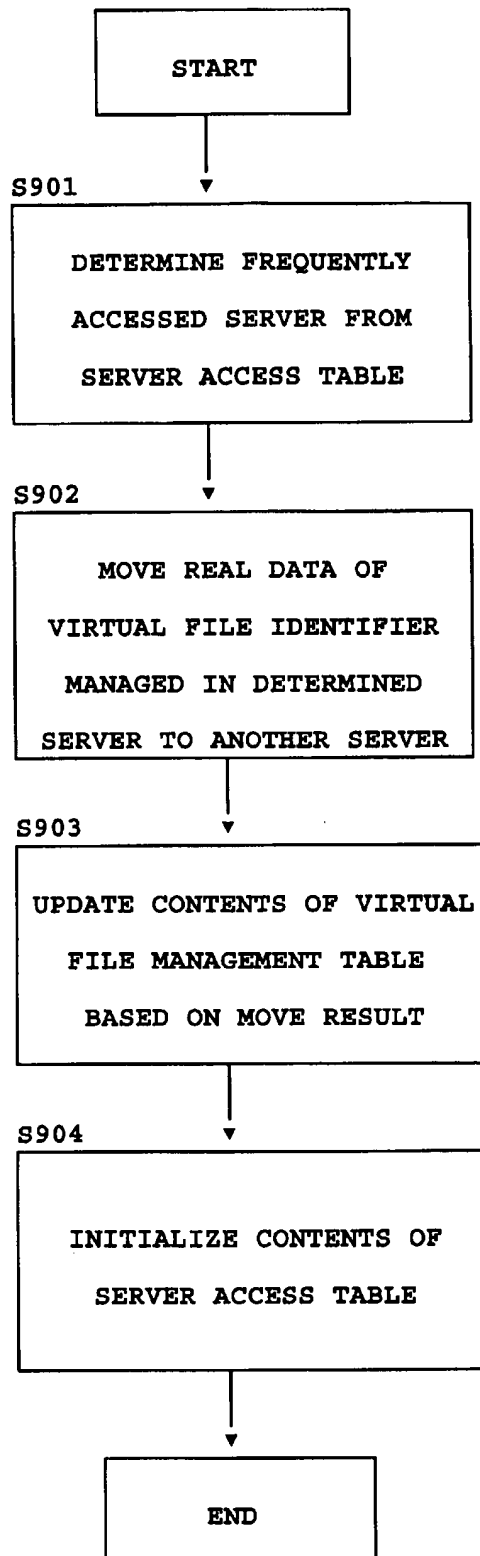 START
S901
DETERMINE FREQUENTLY
ACCESSED SERVER FROM
SERVER ACCESS TABLE
S902
MOVE REAL DATA OF
VIRTUAL FILE IDENTIFIER
MANAGED IN DETERMINED
SERVER TO ANOTHER SERVER
S903
UPDATE CONTENTS OF VIRTUAL
FILE MANAGEMENT TABLE
BASED ON MOVE RESULT
S904
INITIALIZE CONTENTS OF
SERVER ACCESS TABLE
END